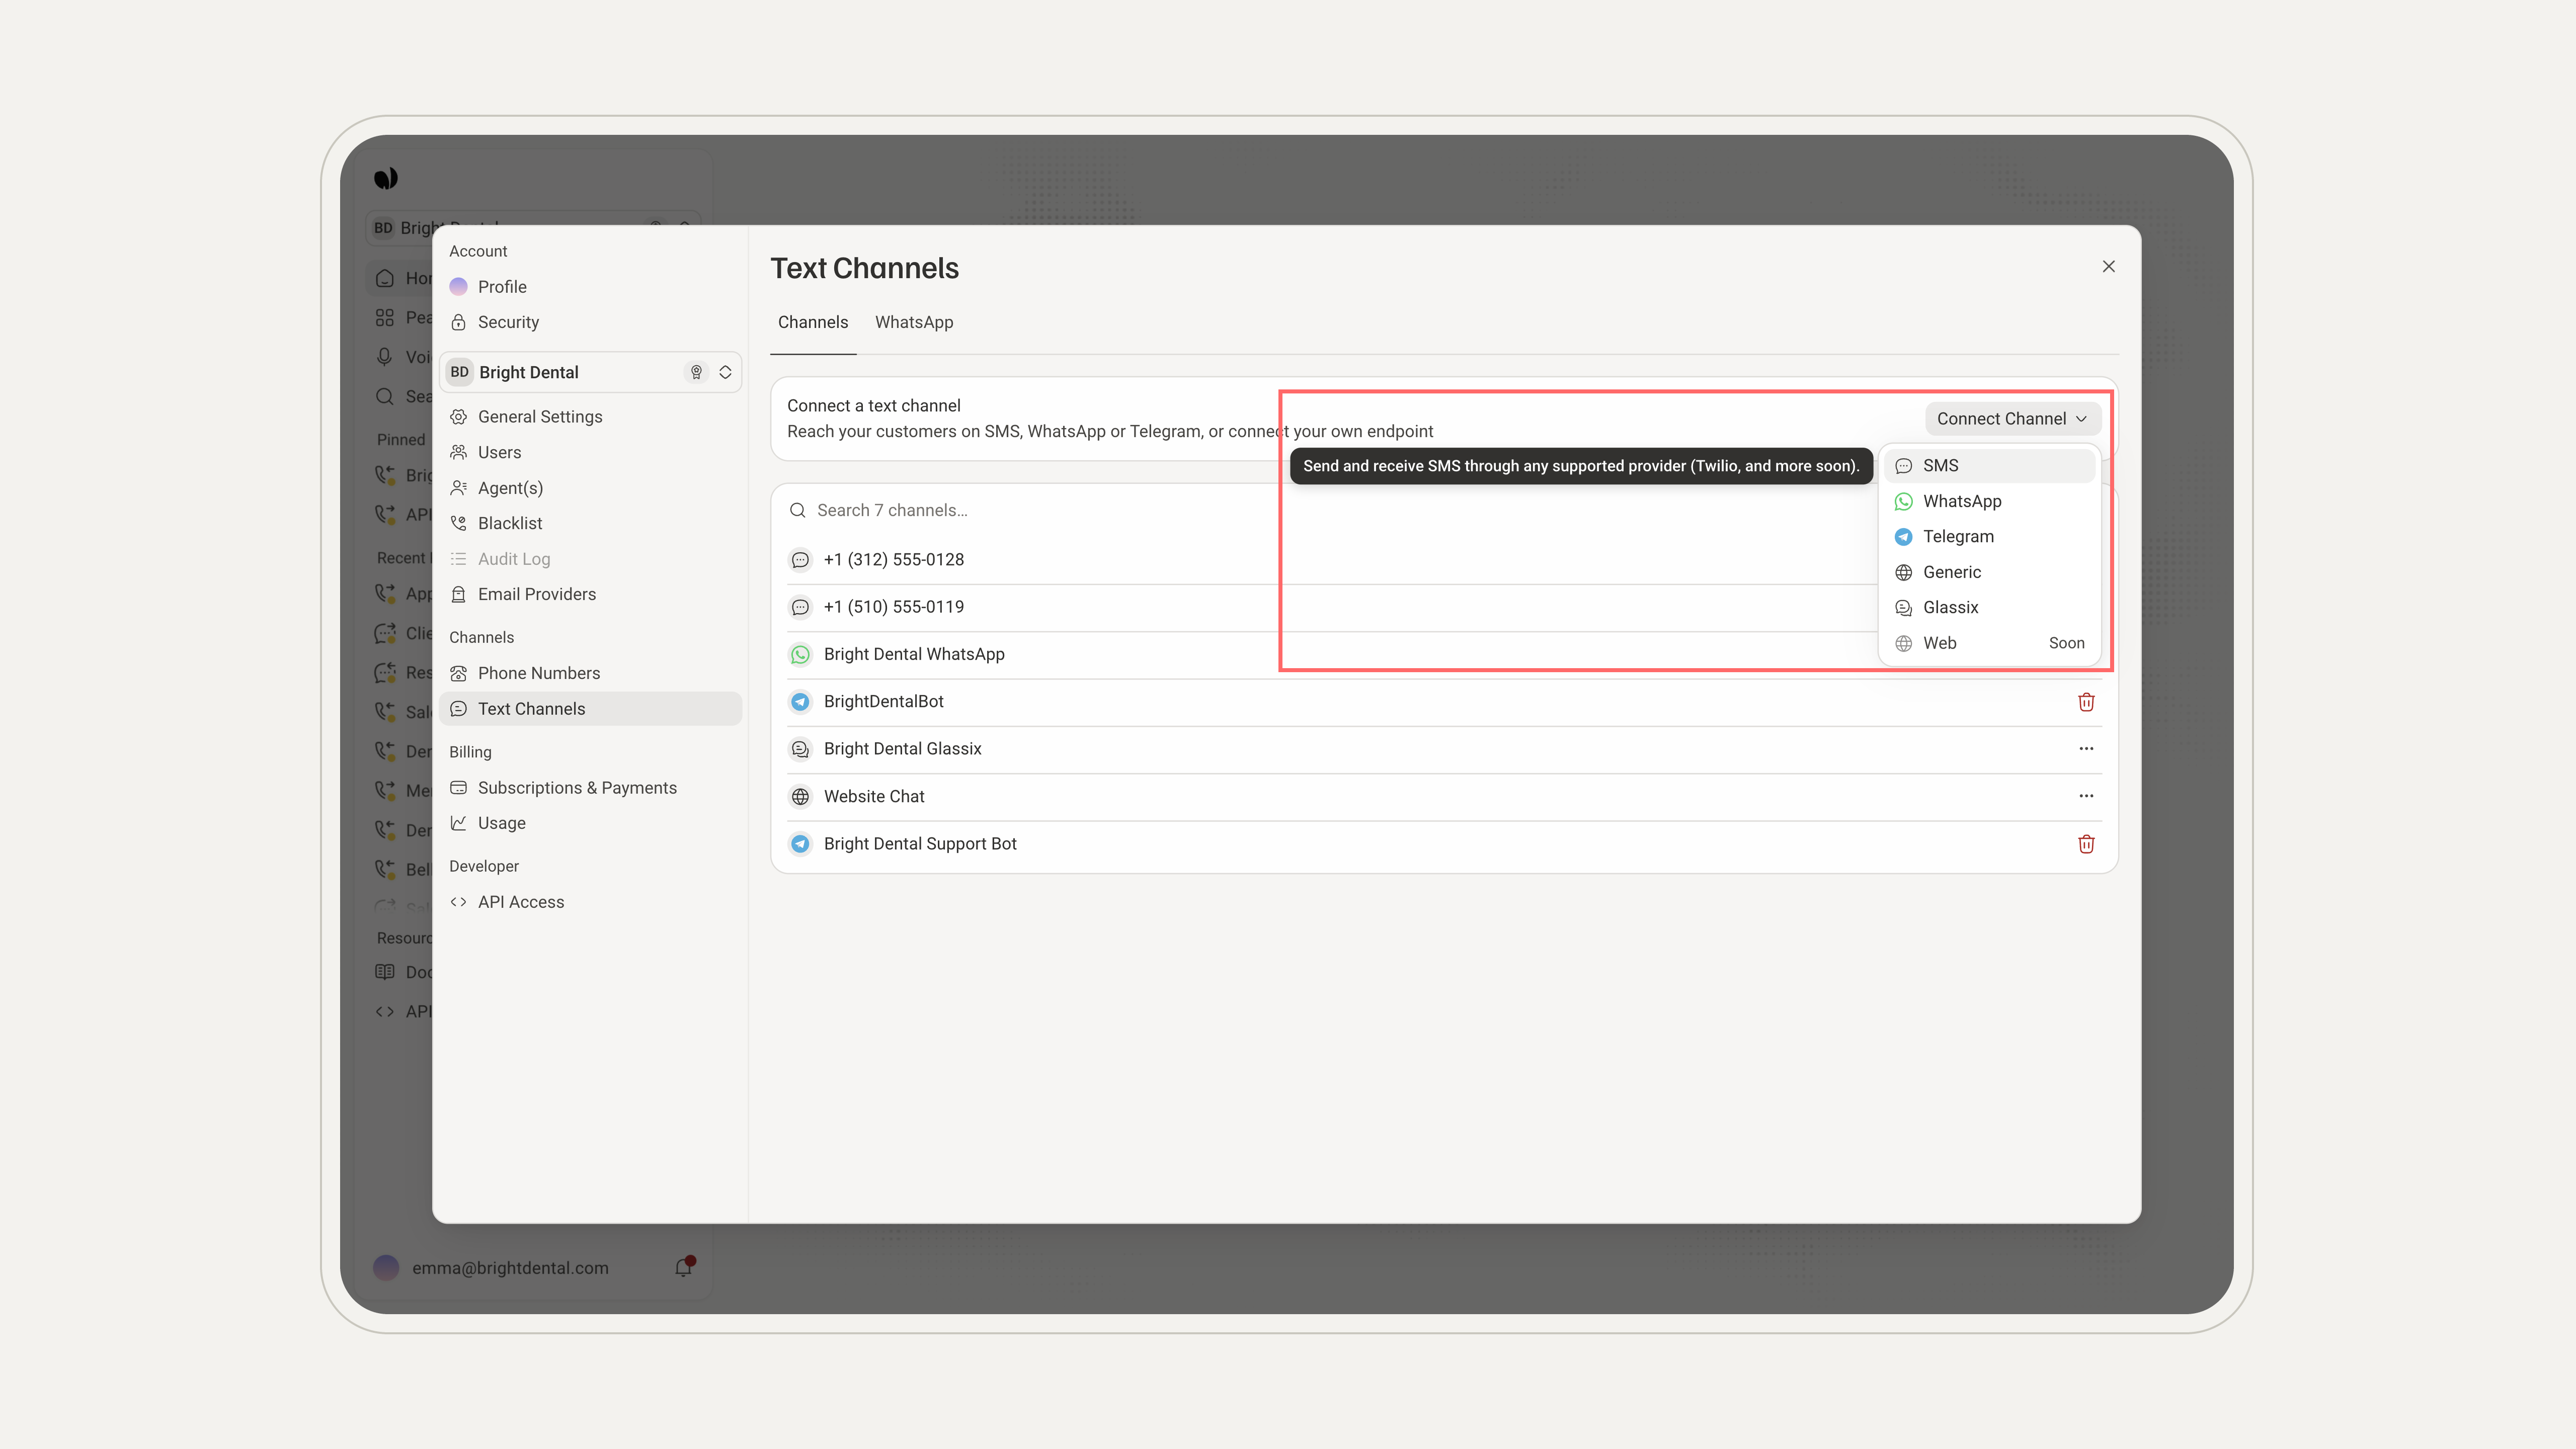 BD
Account
Profile
Security
BD Bright Dental
General Settings
Users
Agent(s)
Blacklist
Audit Log
Email Providers
Channels
Phone Numbers
Text Channels
Billing
Subscriptions & Payments
Usage
Developer
API Access
Pinned
API
Recent
API
emma@brightdental.com
Text Channels
Channels WhatsApp
Connect a text channel
Reach your customers on SMS, WhatsApp or Telegram, or connect your own endpoint
Connect Channel
Send and receive SMS through any supported provider (Twilio, and more soon).
SMS
WhatsApp
Telegram
Generic
Glassix
Web Soon
Search 7 channels...
+1 (312) 555-0128
+1 (510) 555-0119
Bright Dental WhatsApp
BrightDentalBot
Bright Dental Glassix
Website Chat
Bright Dental Support Bot